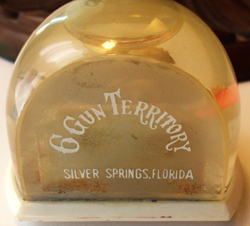 6 Gun Territory
SILVER SPRINGS, FLORIDA